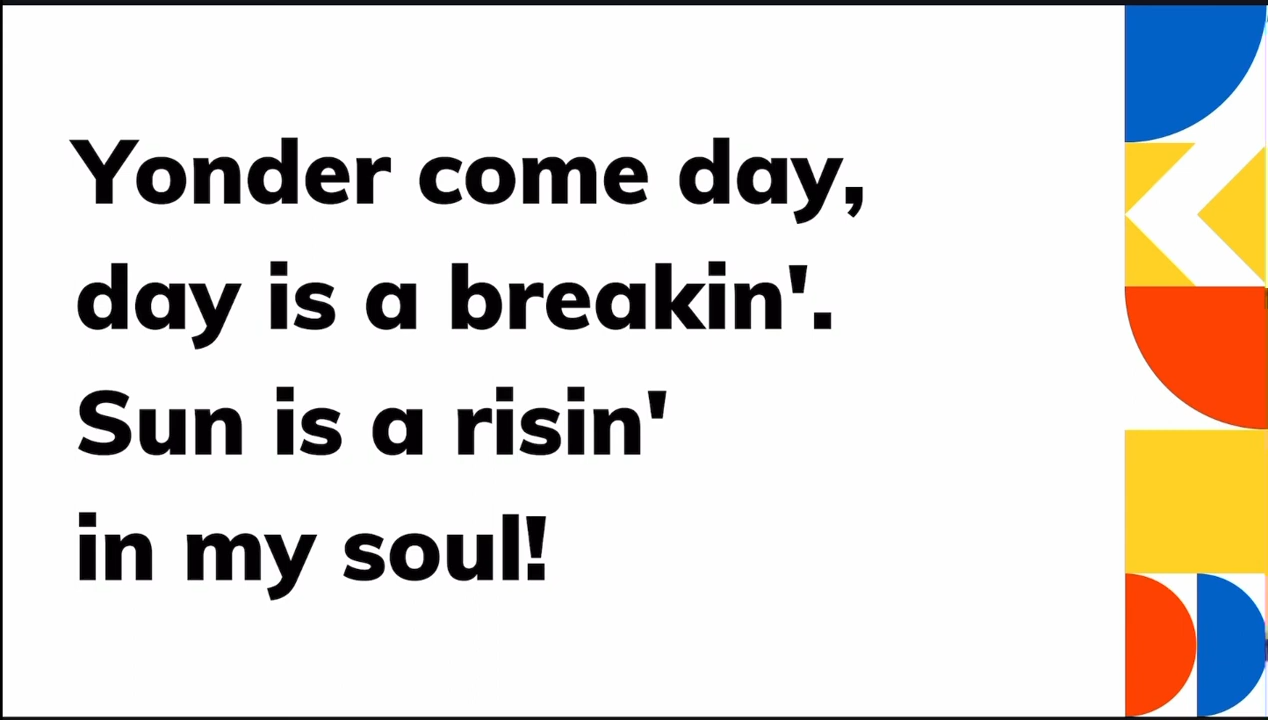 Yonder come day,
day is a breakin'.
Sun is a risin'
in my soul!